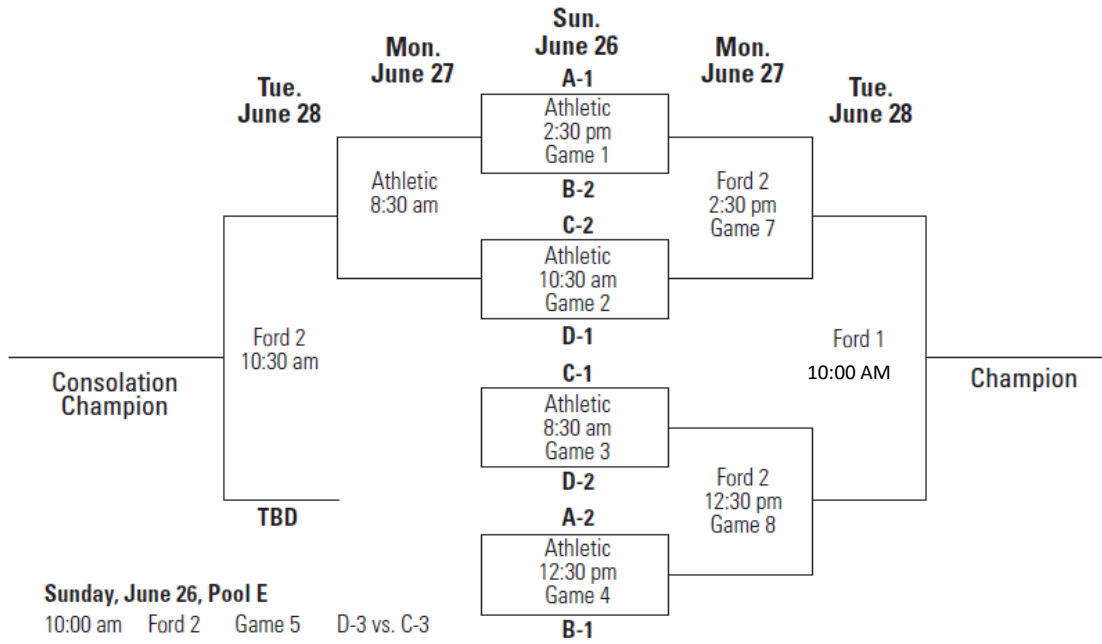 Sun.
June 26
Mon.
June 27
Mon.
June 27
Tue.
June 28
Tue.
June 28
A-1
Athletic
2:30 pm
Game 1
B-2
C-2
Athletic
10:30 am
Game 2
D-1
C-1
Athletic
8:30 am
Game 3
D-2
A-2
Athletic
12:30 pm
Game 4
B-1
Athletic
8:30 am
Ford 2
2:30 pm
Game 7
Ford 2
10:30 am
Ford 1
10:00 AM
Consolation
Champion
Champion
Ford 2
12:30 pm
Game 8
TBD
Sunday, June 26, Pool E
10:00 am Ford 2 Game 5 D-3 vs. C-3